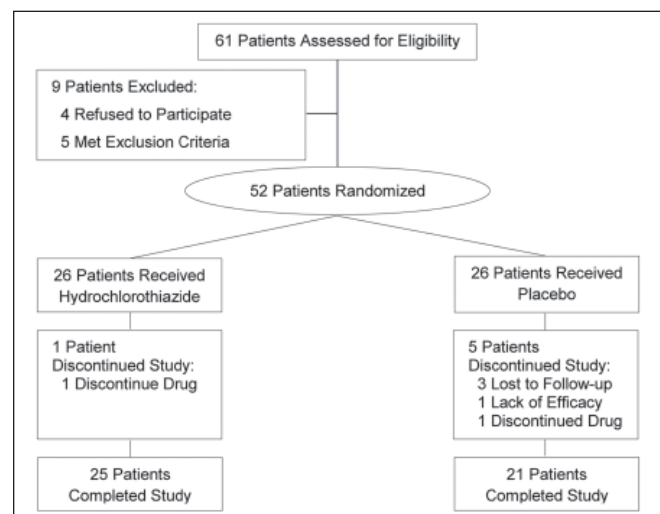 61 Patients Assessed for Eligibility
9 Patients Excluded:
4 Refused to Participate
5 Met Exclusion Criteria
52 Patients Randomized
26 Patients Received
Hydrochlorothiazide
1 Patient
Discontinued Study:
1 Discontinue Drug
25 Patients
Completed Study
26 Patients Received
Placebo
5 Patients
Discontinued Study:
3 Lost to Follow-up
1 Lack of Efficacy
1 Discontinued Drug
21 Patients
Completed Study